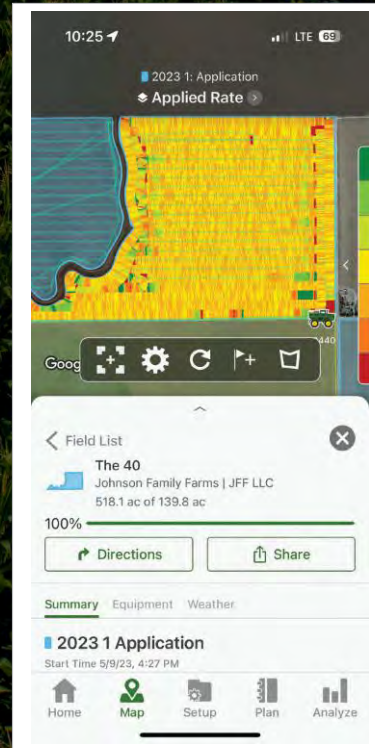 10:25
LTE 69
2023 1: Application
Applied Rate
440
Goog
Field List
The 40
Johnson Family Farms | JFF LLC
518.1 ac of 139.8 ac
100%
Directions
Share
Summary Equipment Weather
2023 1 Application
Start Time 5/9/23, 4:27 PM
Home Map Setup Plan Analyze